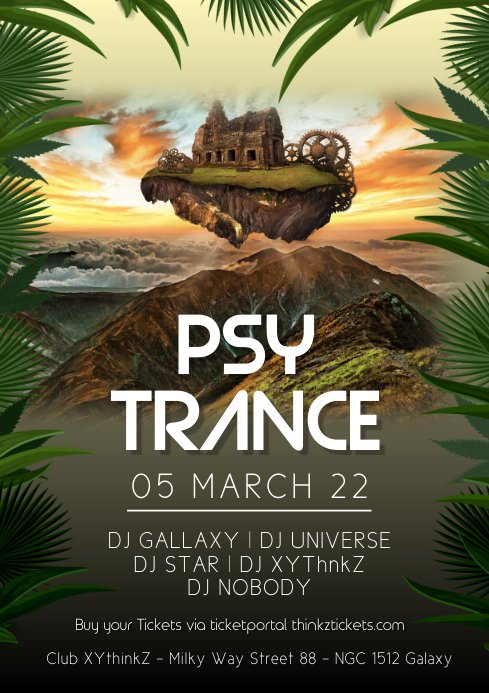 PSY
TRANCE
05 MARCH 22
DJ GALLAXY | DJ UNIVERSE
DJ STAR | DJ XYThnkZ
DJ NOBODY
Buy your Tickets via ticketportal thinkztickets.com
Club XYthinkZ - Milky Way Street 88 - NGC 1512 Galaxy